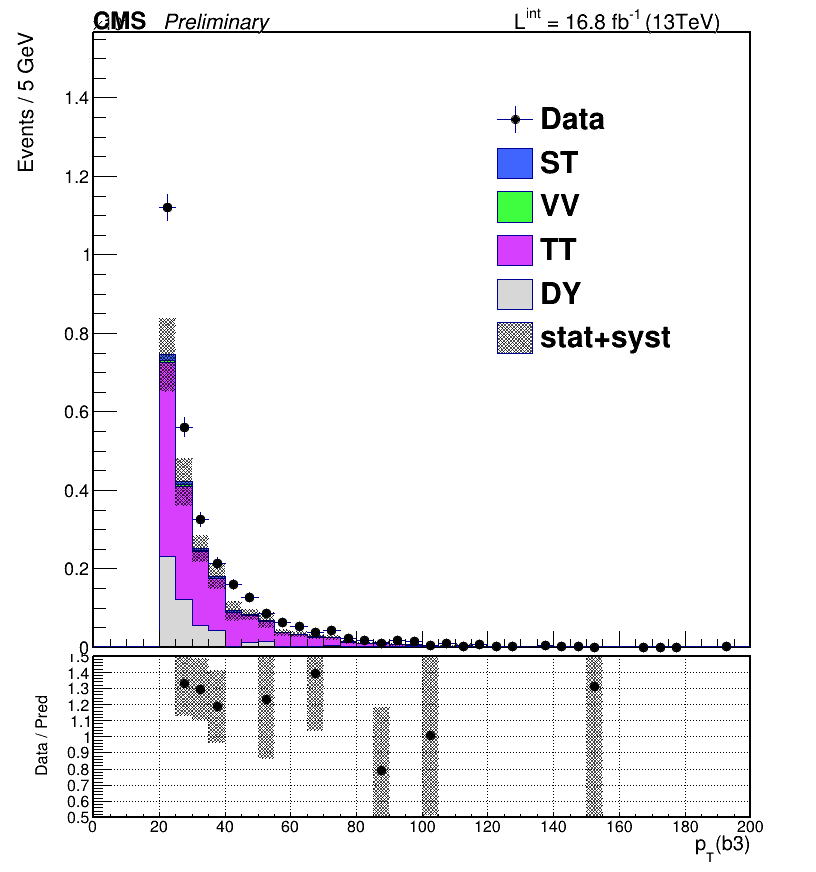 CMS Preliminary L^int = 16.8 fb^-1 (13TeV)
Events / 5 GeV
1.4
1.2
1
0.8
0.6
0.4
0.2
0
Data
ST
VV
TT
DY
stat+syst
Data / Pred
1.5
1.4
1.3
1.2
1.1
1
0.9
0.8
0.7
0.6
0.5
0 20 40 60 80 100 120 140 160 180 200
p_T(b3)